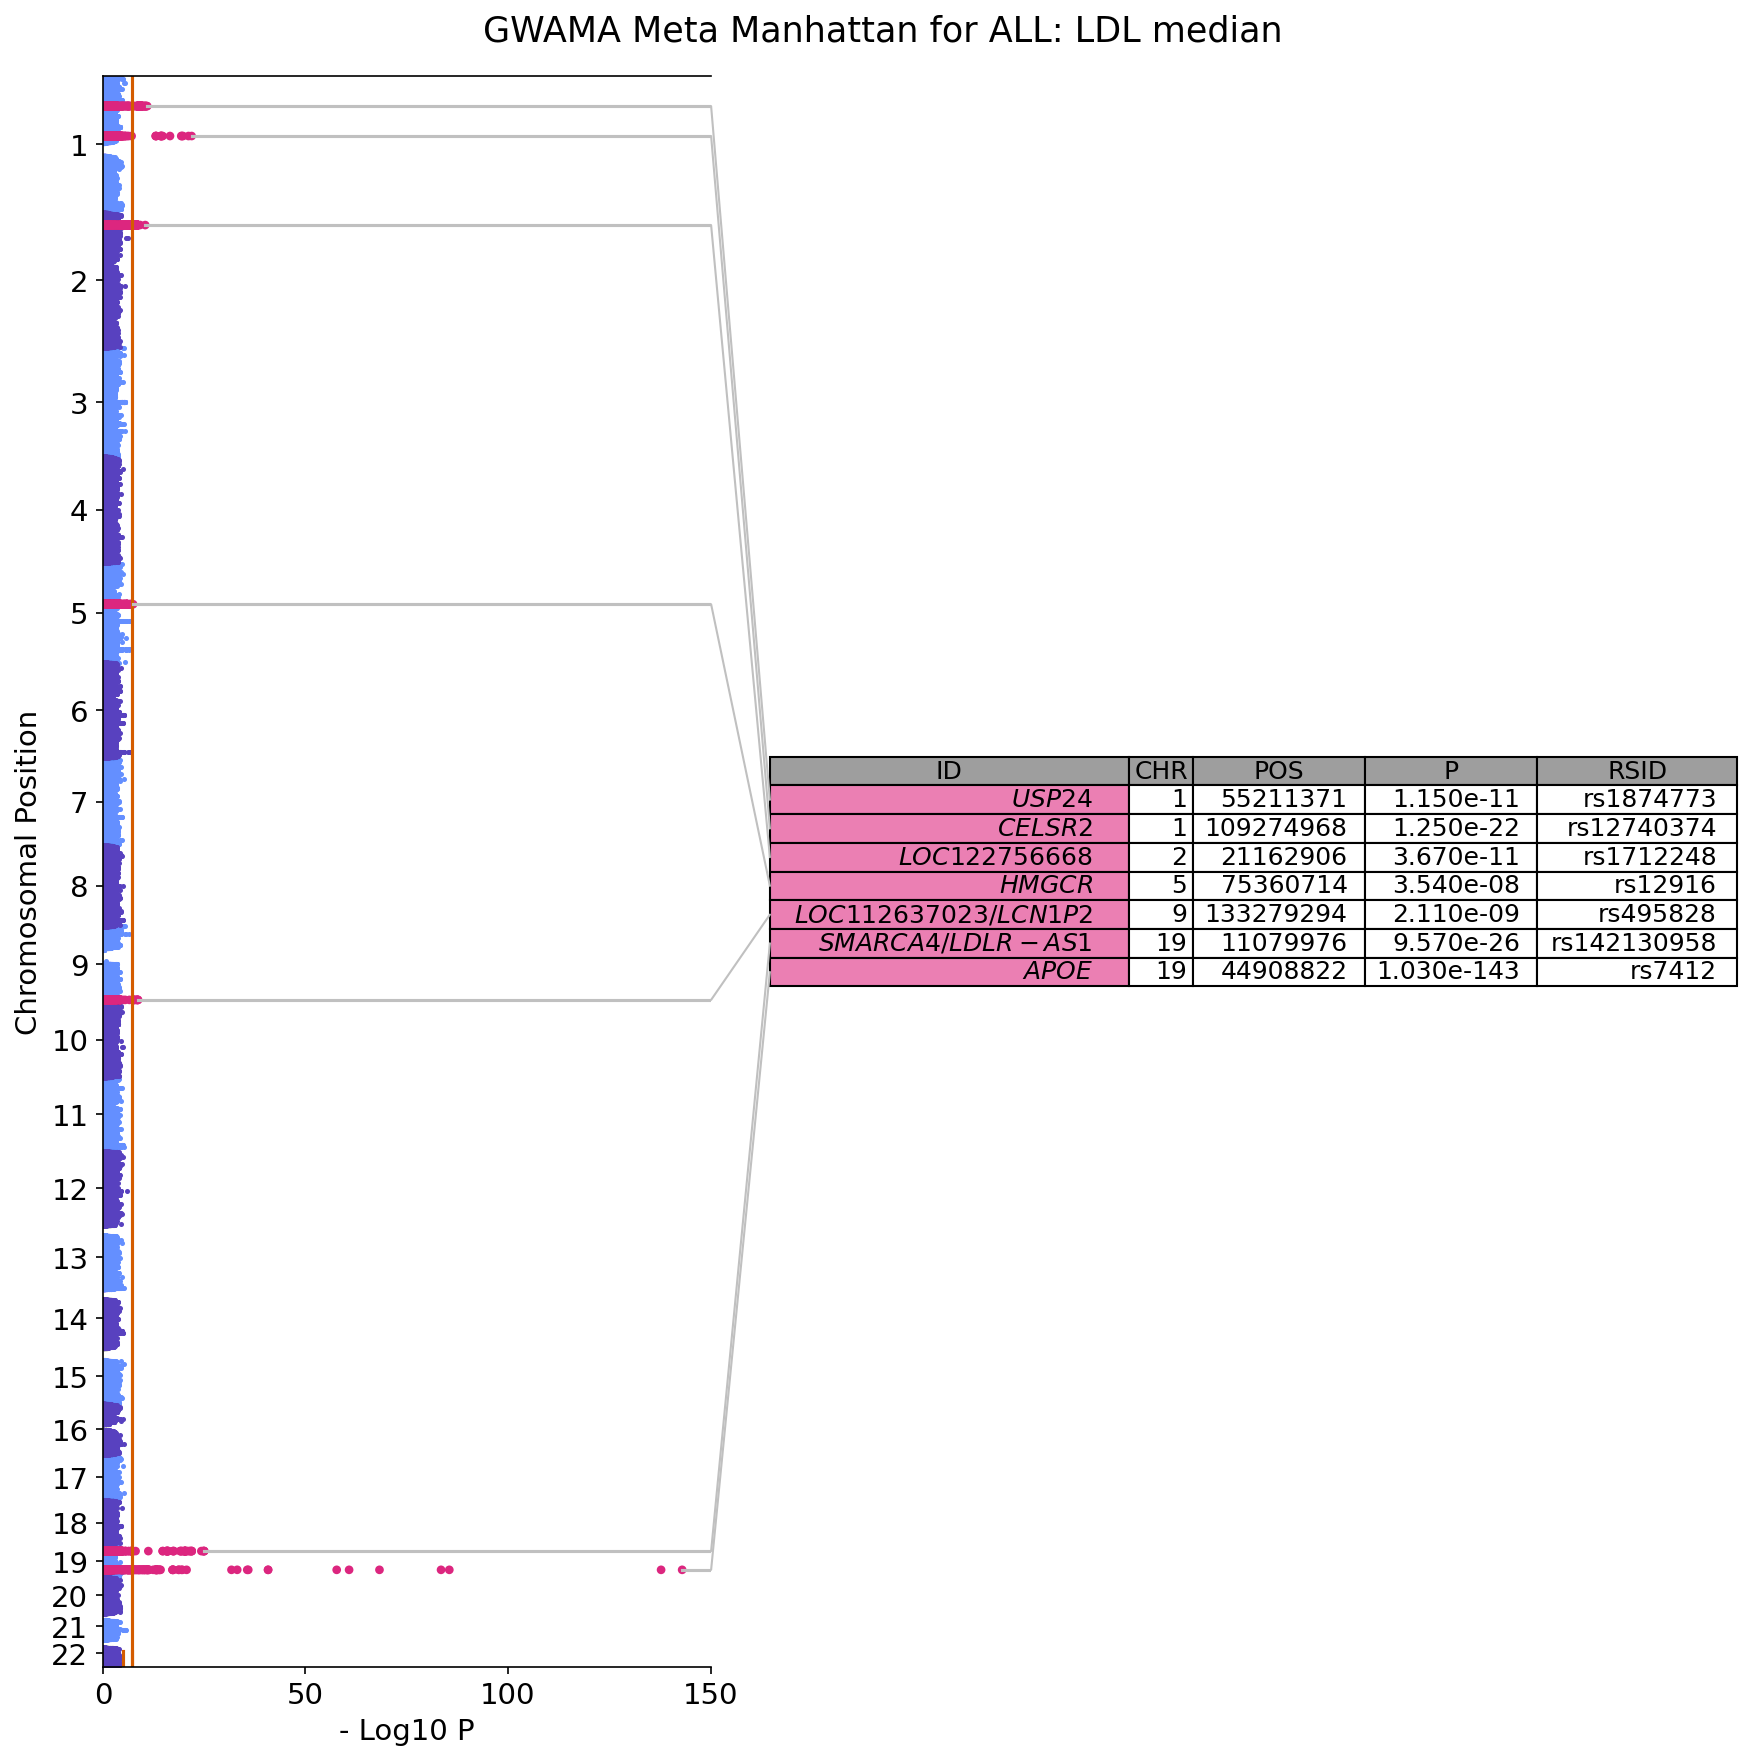 GWAMA Meta Manhattan for ALL: LDL median
Chromosomal Position
1
2
3
4
5
6
7
8
9
10
11
12
13
14
15
16
17
18
19
20
21
22
0 50 100 150
- Log10 P
ID CHR POS P RSID
USP24 1 55211371 1.150e-11 rs1874773
CELSR2 1 109274968 1.250e-22 rs12740374
LOC122756668 2 21162906 3.670e-11 rs1712248
HMGCR 5 75360714 3.540e-08 rs12916
LOC112637023/LCN1P2 9 133279294 2.110e-09 rs495828
SMARCA4/LDLR − AS1 19 11079976 9.570e-26 rs142130958
APOE 19 44908822 1.030e-143 rs7412